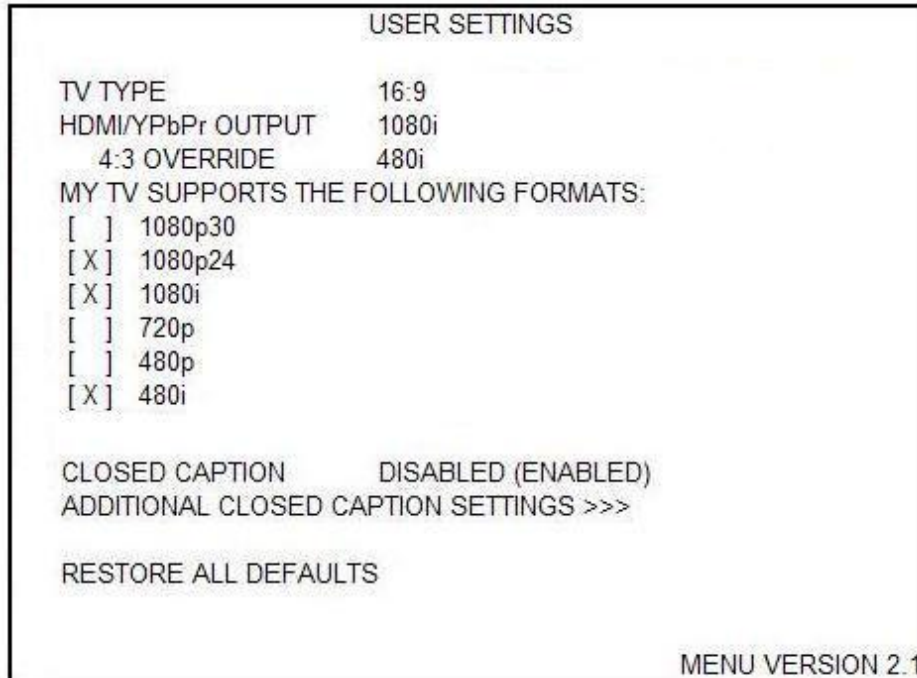 USER SETTINGS
TV TYPE 16:9
HDMI/YPbPr OUTPUT 1080i
4:3 OVERRIDE 480i
MY TV SUPPORTS THE FOLLOWING FORMATS:
[ ] 1080p30
[ X ] 1080p24
[ X ] 1080i
[ ] 720p
[ ] 480p
[ X ] 480i
CLOSED CAPTION DISABLED (ENABLED)
ADDITIONAL CLOSED CAPTION SETTINGS >>>
RESTORE ALL DEFAULTS
MENU VERSION 2.1